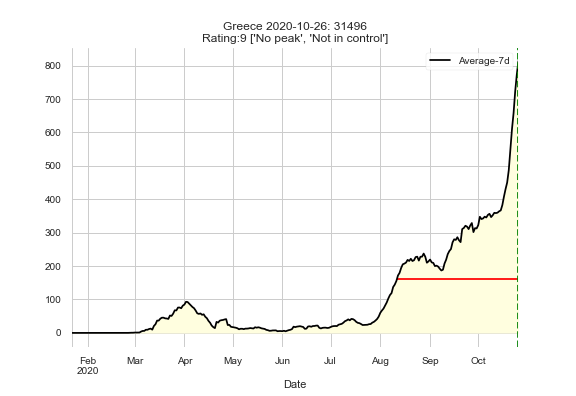 Greece 2020-10-26: 31496
Rating:9 ['No peak', 'Not in control']
Average-7d
800
700
600
500
400
300
200
100
0
Feb Mar Apr May Jun Jul Aug Sep Oct
2020
Date